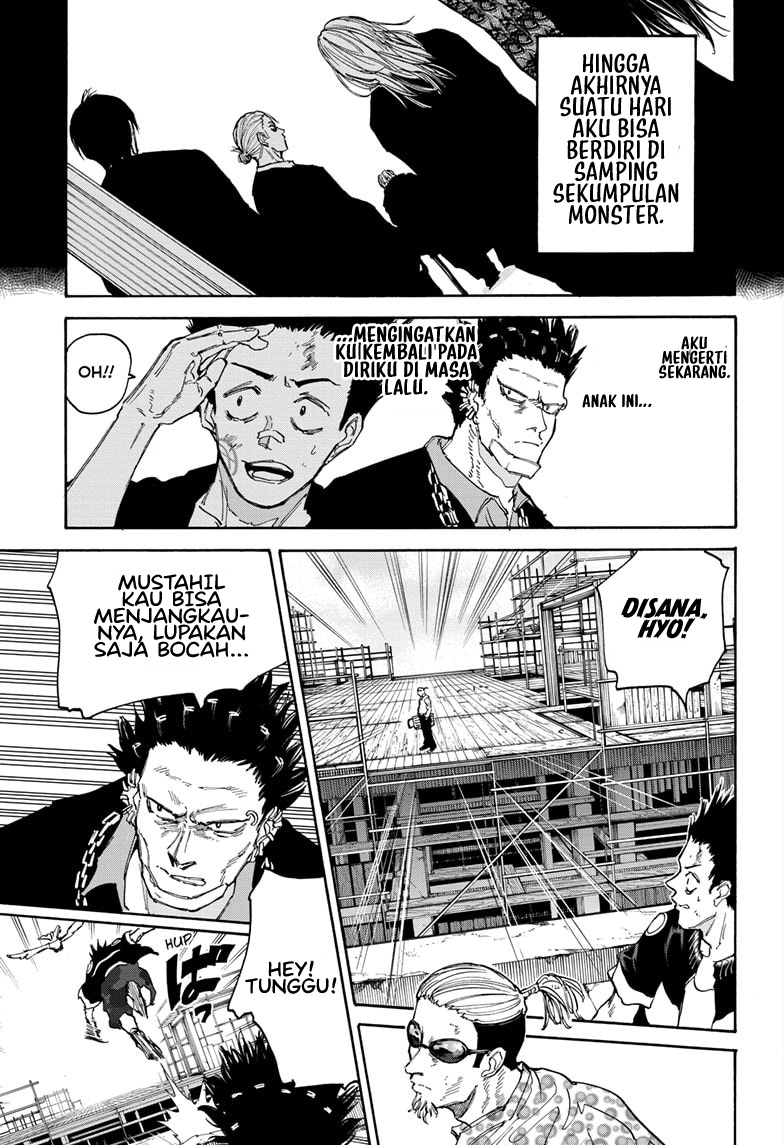 HINGGA
AKHIRNYA
SUATU HARI
AKU BISA
BERDIRI DI
SAMPING
SEKUMPULAN
MONSTER.
AKU
MENGERTI
SEKARANG.
ANAK INI...
...MENGINGATKAN
KU KEMBALI PADA
DIRIKU DI MASA
LALU.
OH!!
DISANA,
HYO!
MUSTAHIL
KAU BISA
MENJANGKAU-
NYA, LUPAKAN
SAJA BOCAH...
HEY!
TUNGGU!
HUP
ばっ